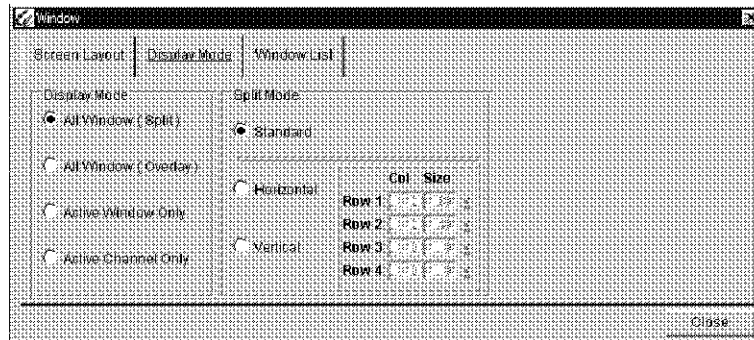 Window
Screen Layout Display Mode Window List
Display Mode
All Window ( Split )
All Window ( Overlay )
Active Window Only
Active Channel Only
Split Mode
Standard
Horizontal
Vertical
Col Size
Row 1
Row 2
Row 3
Row 4
Close